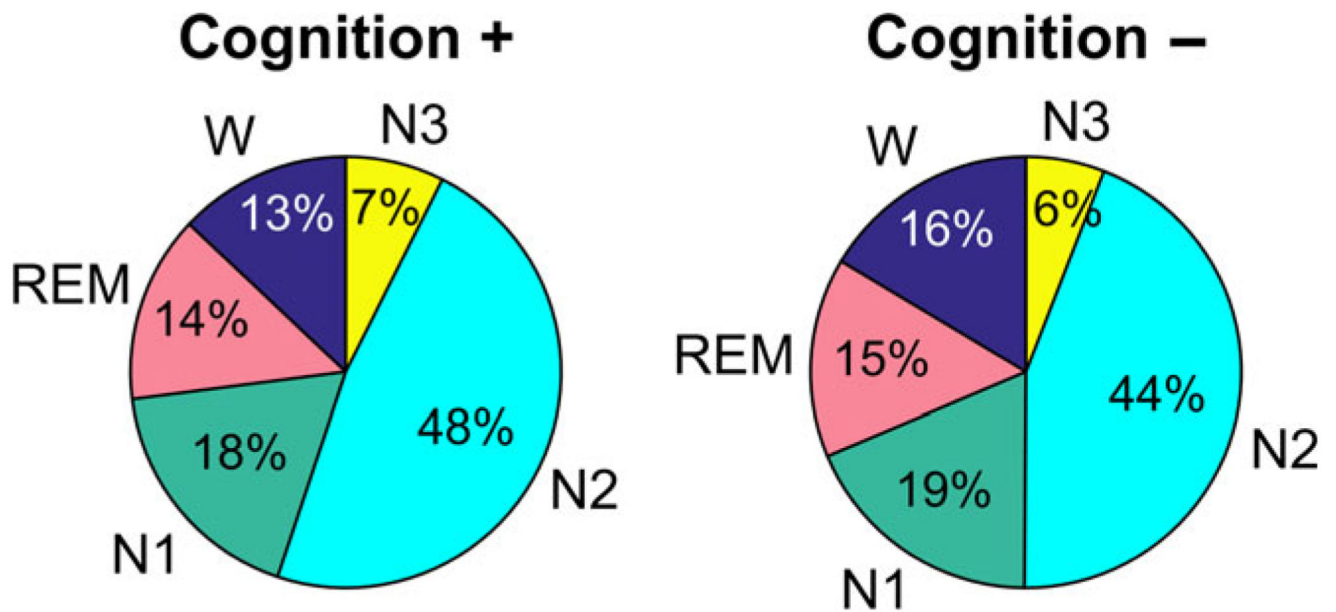 Cognition +
W
N3
13%
7%
REM
14%
48%
18%
N2
N1
Cognition –
W
N3
16%
6%
REM
15%
44%
N2
19%
N1